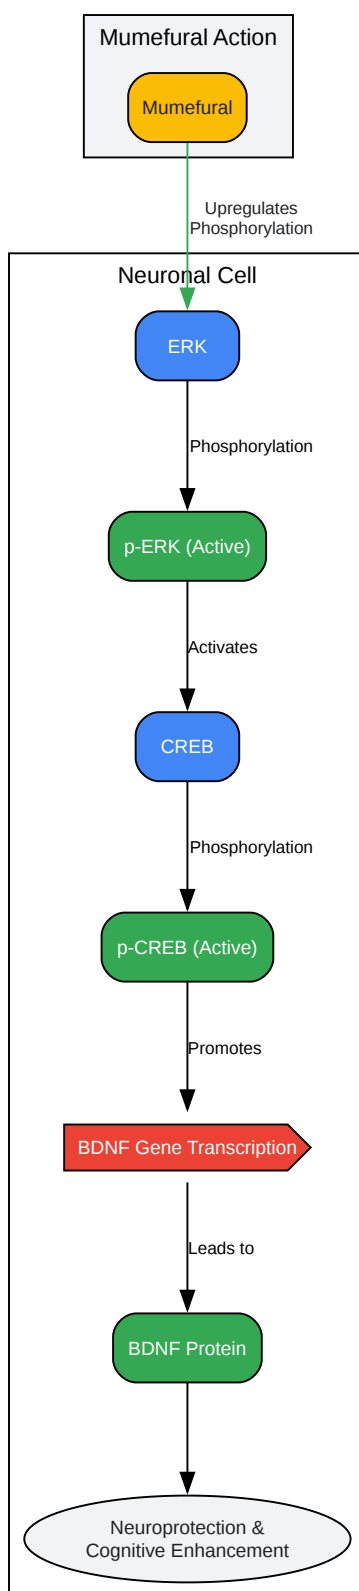 Mumefural Action
Mumefural
Upregulates
Phosphorylation
Neuronal Cell
ERK
Phosphorylation
p-ERK (Active)
Activates
CREB
Phosphorylation
p-CREB (Active)
Promotes
BDNF Gene Transcription
Leads to
BDNF Protein
Neuroprotection &
Cognitive Enhancement